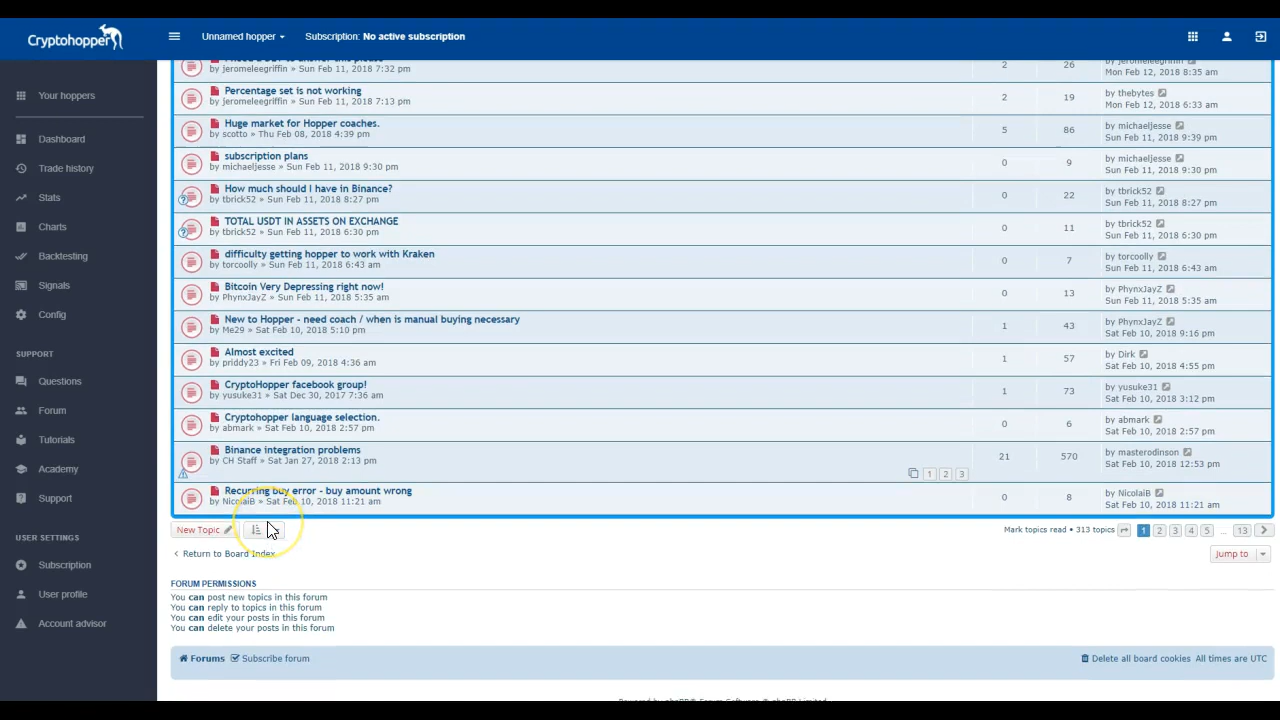 Cryptohopper
Unnamed hopper
Subscription: No active subscription
Your hoppers
Dashboard
Trade history
Stats
Charts
Backtesting
Signals
Config
SUPPORT
Questions
Forum
Tutorials
Academy
Support
USER SETTINGS
Subscription
User profile
Account advisor
by jeromeleegriffin » Sun Feb 11, 2018 7:32 pm
2
26
by jeromeleegriffin
Mon Feb 12, 2018 8:35 am
Percentage set is not working
by jeromeleegriffin » Sun Feb 11, 2018 7:13 pm
2
19
by thebytes
Mon Feb 12, 2018 6:33 am
Huge market for Hopper coaches.
by scotto » Thu Feb 08, 2018 4:39 pm
5
86
by michaeljesse
Sun Feb 11, 2018 9:39 pm
subscription plans
by michaeljesse » Sun Feb 11, 2018 9:30 pm
0
9
by michaeljesse
Sun Feb 11, 2018 9:30 pm
How much should I have in Binance?
by tbrick52 » Sun Feb 11, 2018 8:27 pm
0
22
by tbrick52
Sun Feb 11, 2018 8:27 pm
TOTAL USDT IN ASSETS ON EXCHANGE
by tbrick52 » Sun Feb 11, 2018 6:30 pm
0
11
by tbrick52
Sun Feb 11, 2018 6:30 pm
difficulty getting hopper to work with Kraken
by torcoolly » Sun Feb 11, 2018 6:43 am
0
7
by torcoolly
Sun Feb 11, 2018 6:43 am
Bitcoin Very Depressing right now!
by PhynxJayZ » Sun Feb 11, 2018 5:35 am
0
13
by PhynxJayZ
Sun Feb 11, 2018 5:35 am
New to Hopper - need coach / when is manual buying necessary
by Me29 » Sat Feb 10, 2018 5:10 pm
1
43
by PhynxJayZ
Sat Feb 10, 2018 9:16 pm
Almost excited
by priddy23 » Fri Feb 09, 2018 4:36 am
1
57
by Dirk
Sat Feb 10, 2018 4:55 pm
CryptoHopper facebook group!
by yusuke31 » Sat Dec 30, 2017 7:36 am
1
73
by yusuke31
Sat Feb 10, 2018 3:12 pm
Cryptohopper language selection.
by abmark » Sat Feb 10, 2018 2:57 pm
0
6
by abmark
Sat Feb 10, 2018 2:57 pm
Binance integration problems
by CH Staff » Sat Jan 27, 2018 2:13 pm
1 2 3
21
570
by masterodinson
Sat Feb 10, 2018 12:53 pm
Recurring buy error - buy amount wrong
by NicolaiB » Sat Feb 10, 2018 11:21 am
0
8
by NicolaiB
Sat Feb 10, 2018 11:21 am
New Topic
Mark topics read • 313 topics 1 2 3 4 5 ... 13
‹ Return to Board Index
Jump to
FORUM PERMISSIONS
You can post new topics in this forum
You can reply to topics in this forum
You can edit your posts in this forum
You can delete your posts in this forum
Forums Subscribe forum
Delete all board cookies All times are UTC